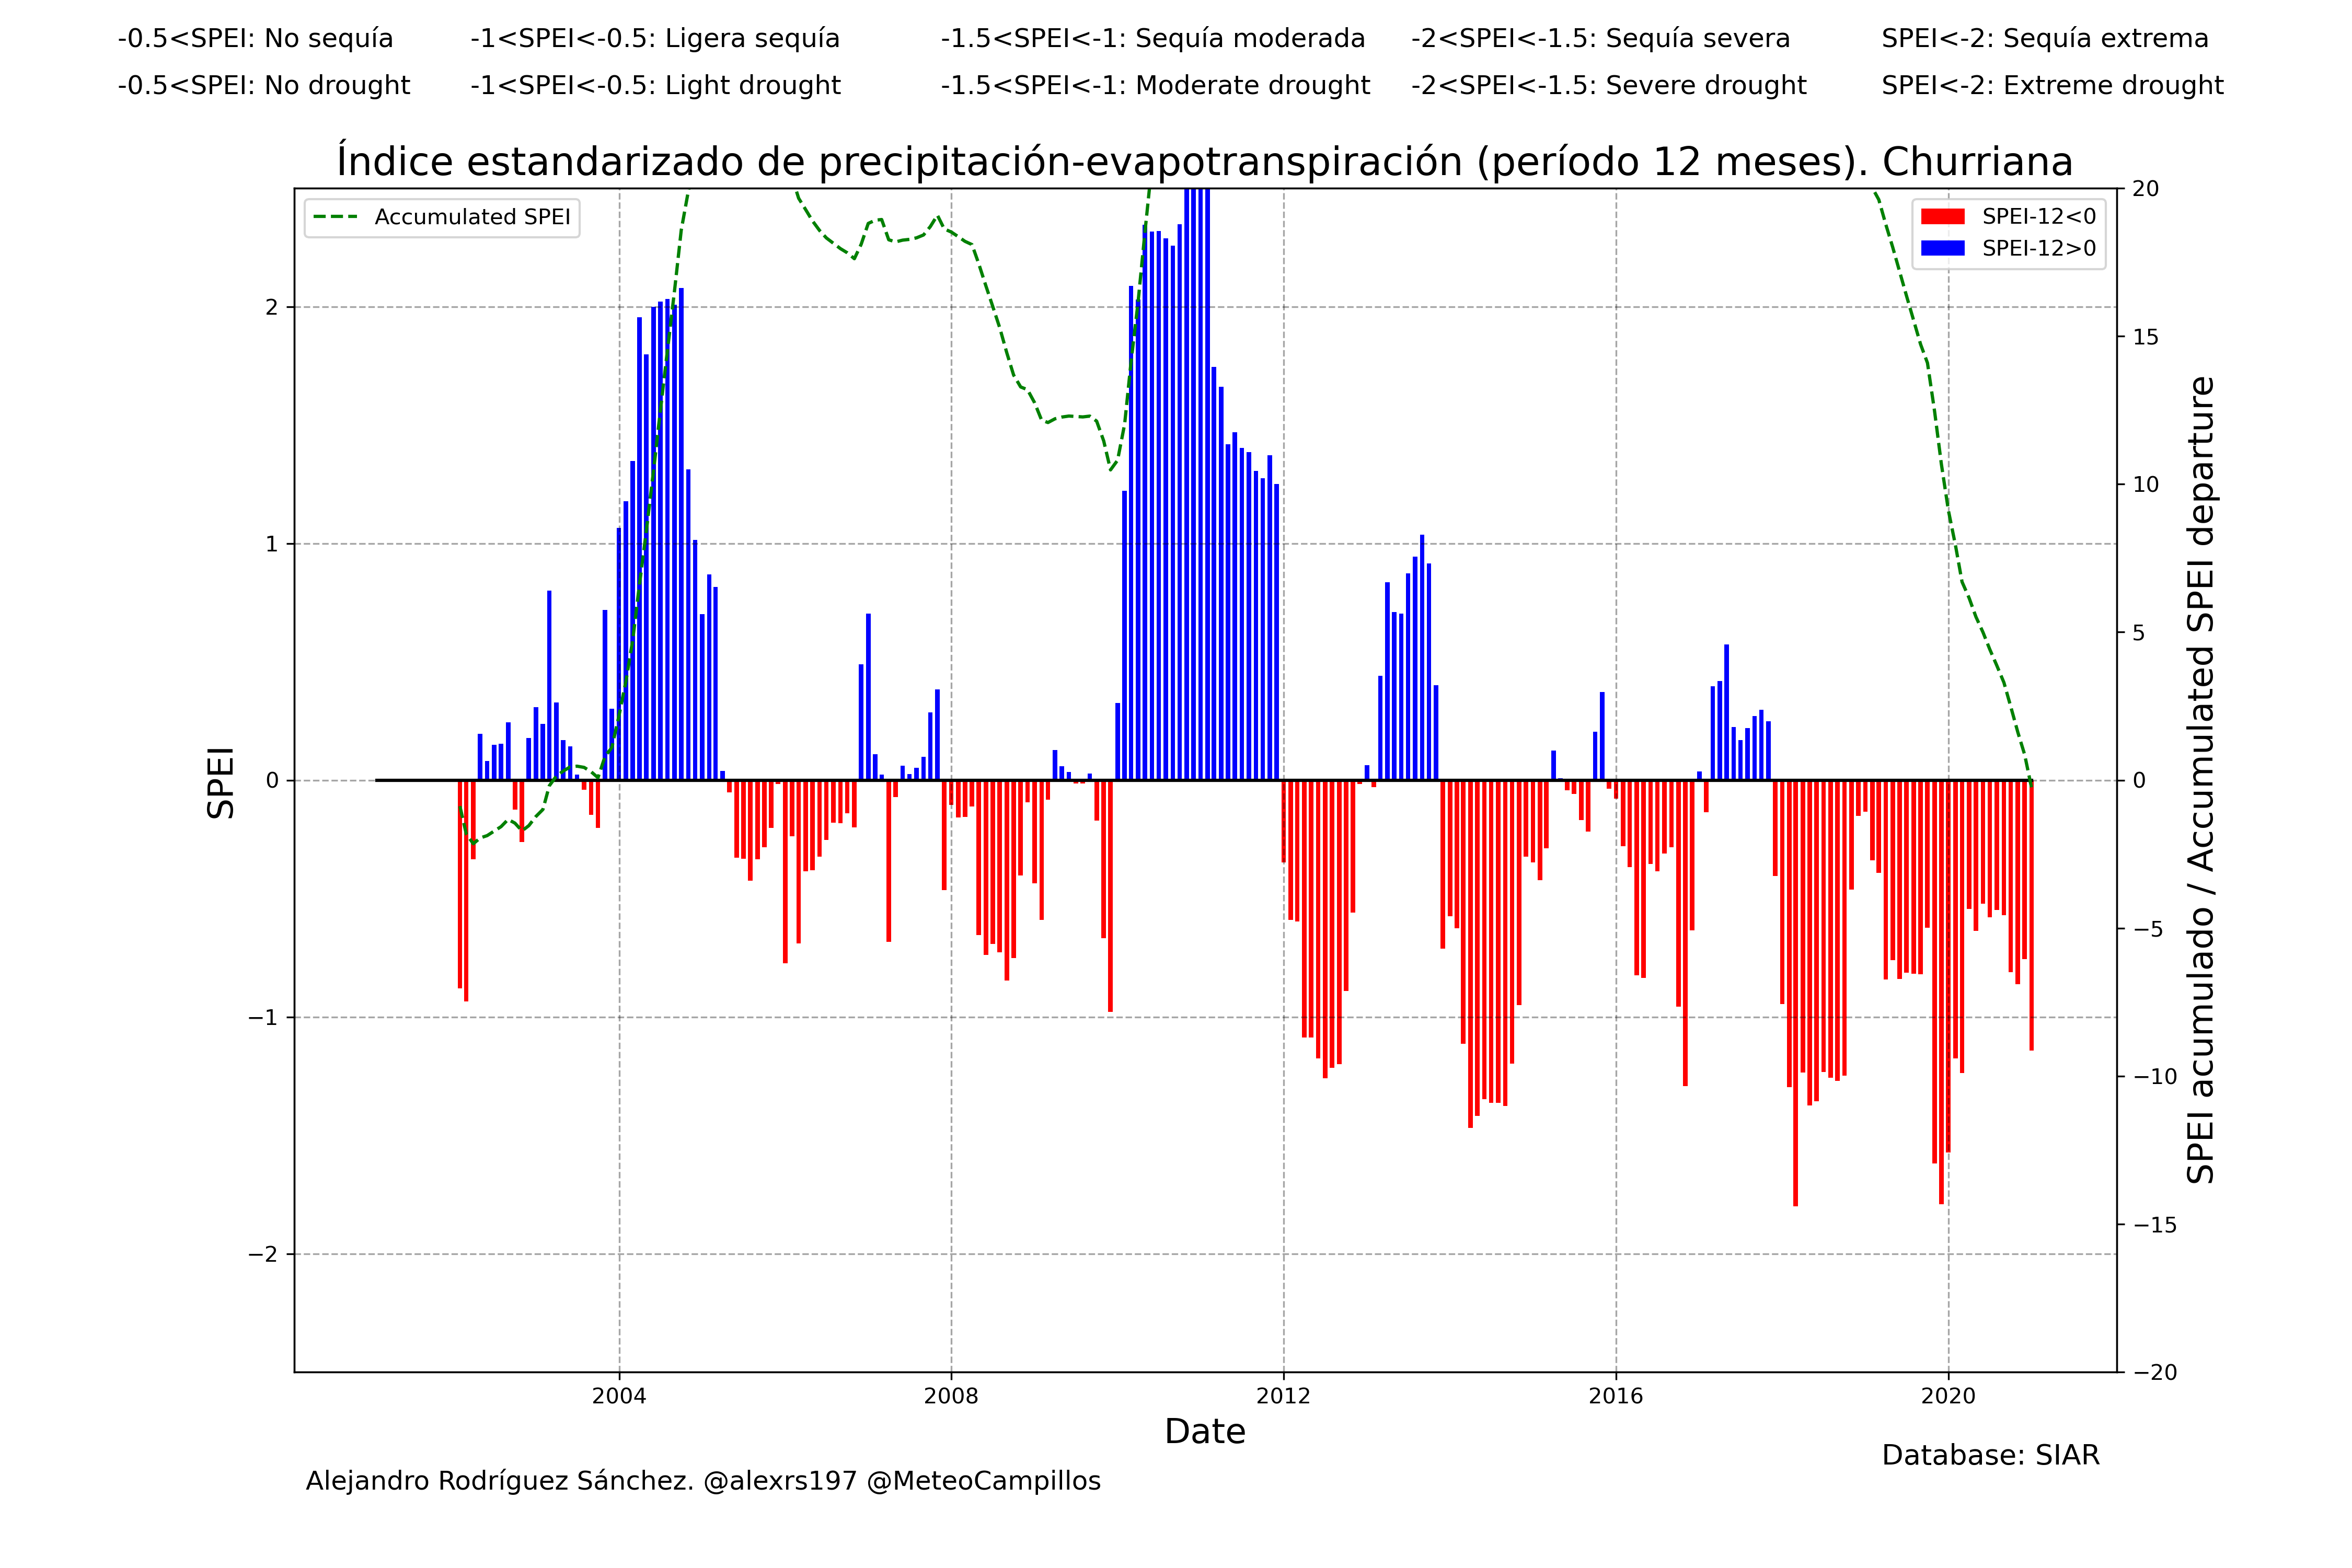 -0.5<SPEI: No sequía
-1<SPEI<-0.5: Ligera sequía
-1.5<SPEI<-1: Sequía moderada
-2<SPEI<-1.5: Sequía severa
SPEI<-2: Sequía extrema
-0.5<SPEI: No drought
-1<SPEI<-0.5: Light drought
-1.5<SPEI<-1: Moderate drought
-2<SPEI<-1.5: Severe drought
SPEI<-2: Extreme drought
Índice estandarizado de precipitación-evapotranspiración (período 12 meses). Churriana
Accumulated SPEI
SPEI-12<0
SPEI-12>0
SPEI
2
1
0
−1
−2
20
15
10
5
0
−5
−10
−15
−20
SPEI acumulado / Accumulated SPEI departure
2004
2008
2012
2016
2020
Date
Database: SIAR
Alejandro Rodríguez Sánchez. @alexrs197 @MeteoCampillos